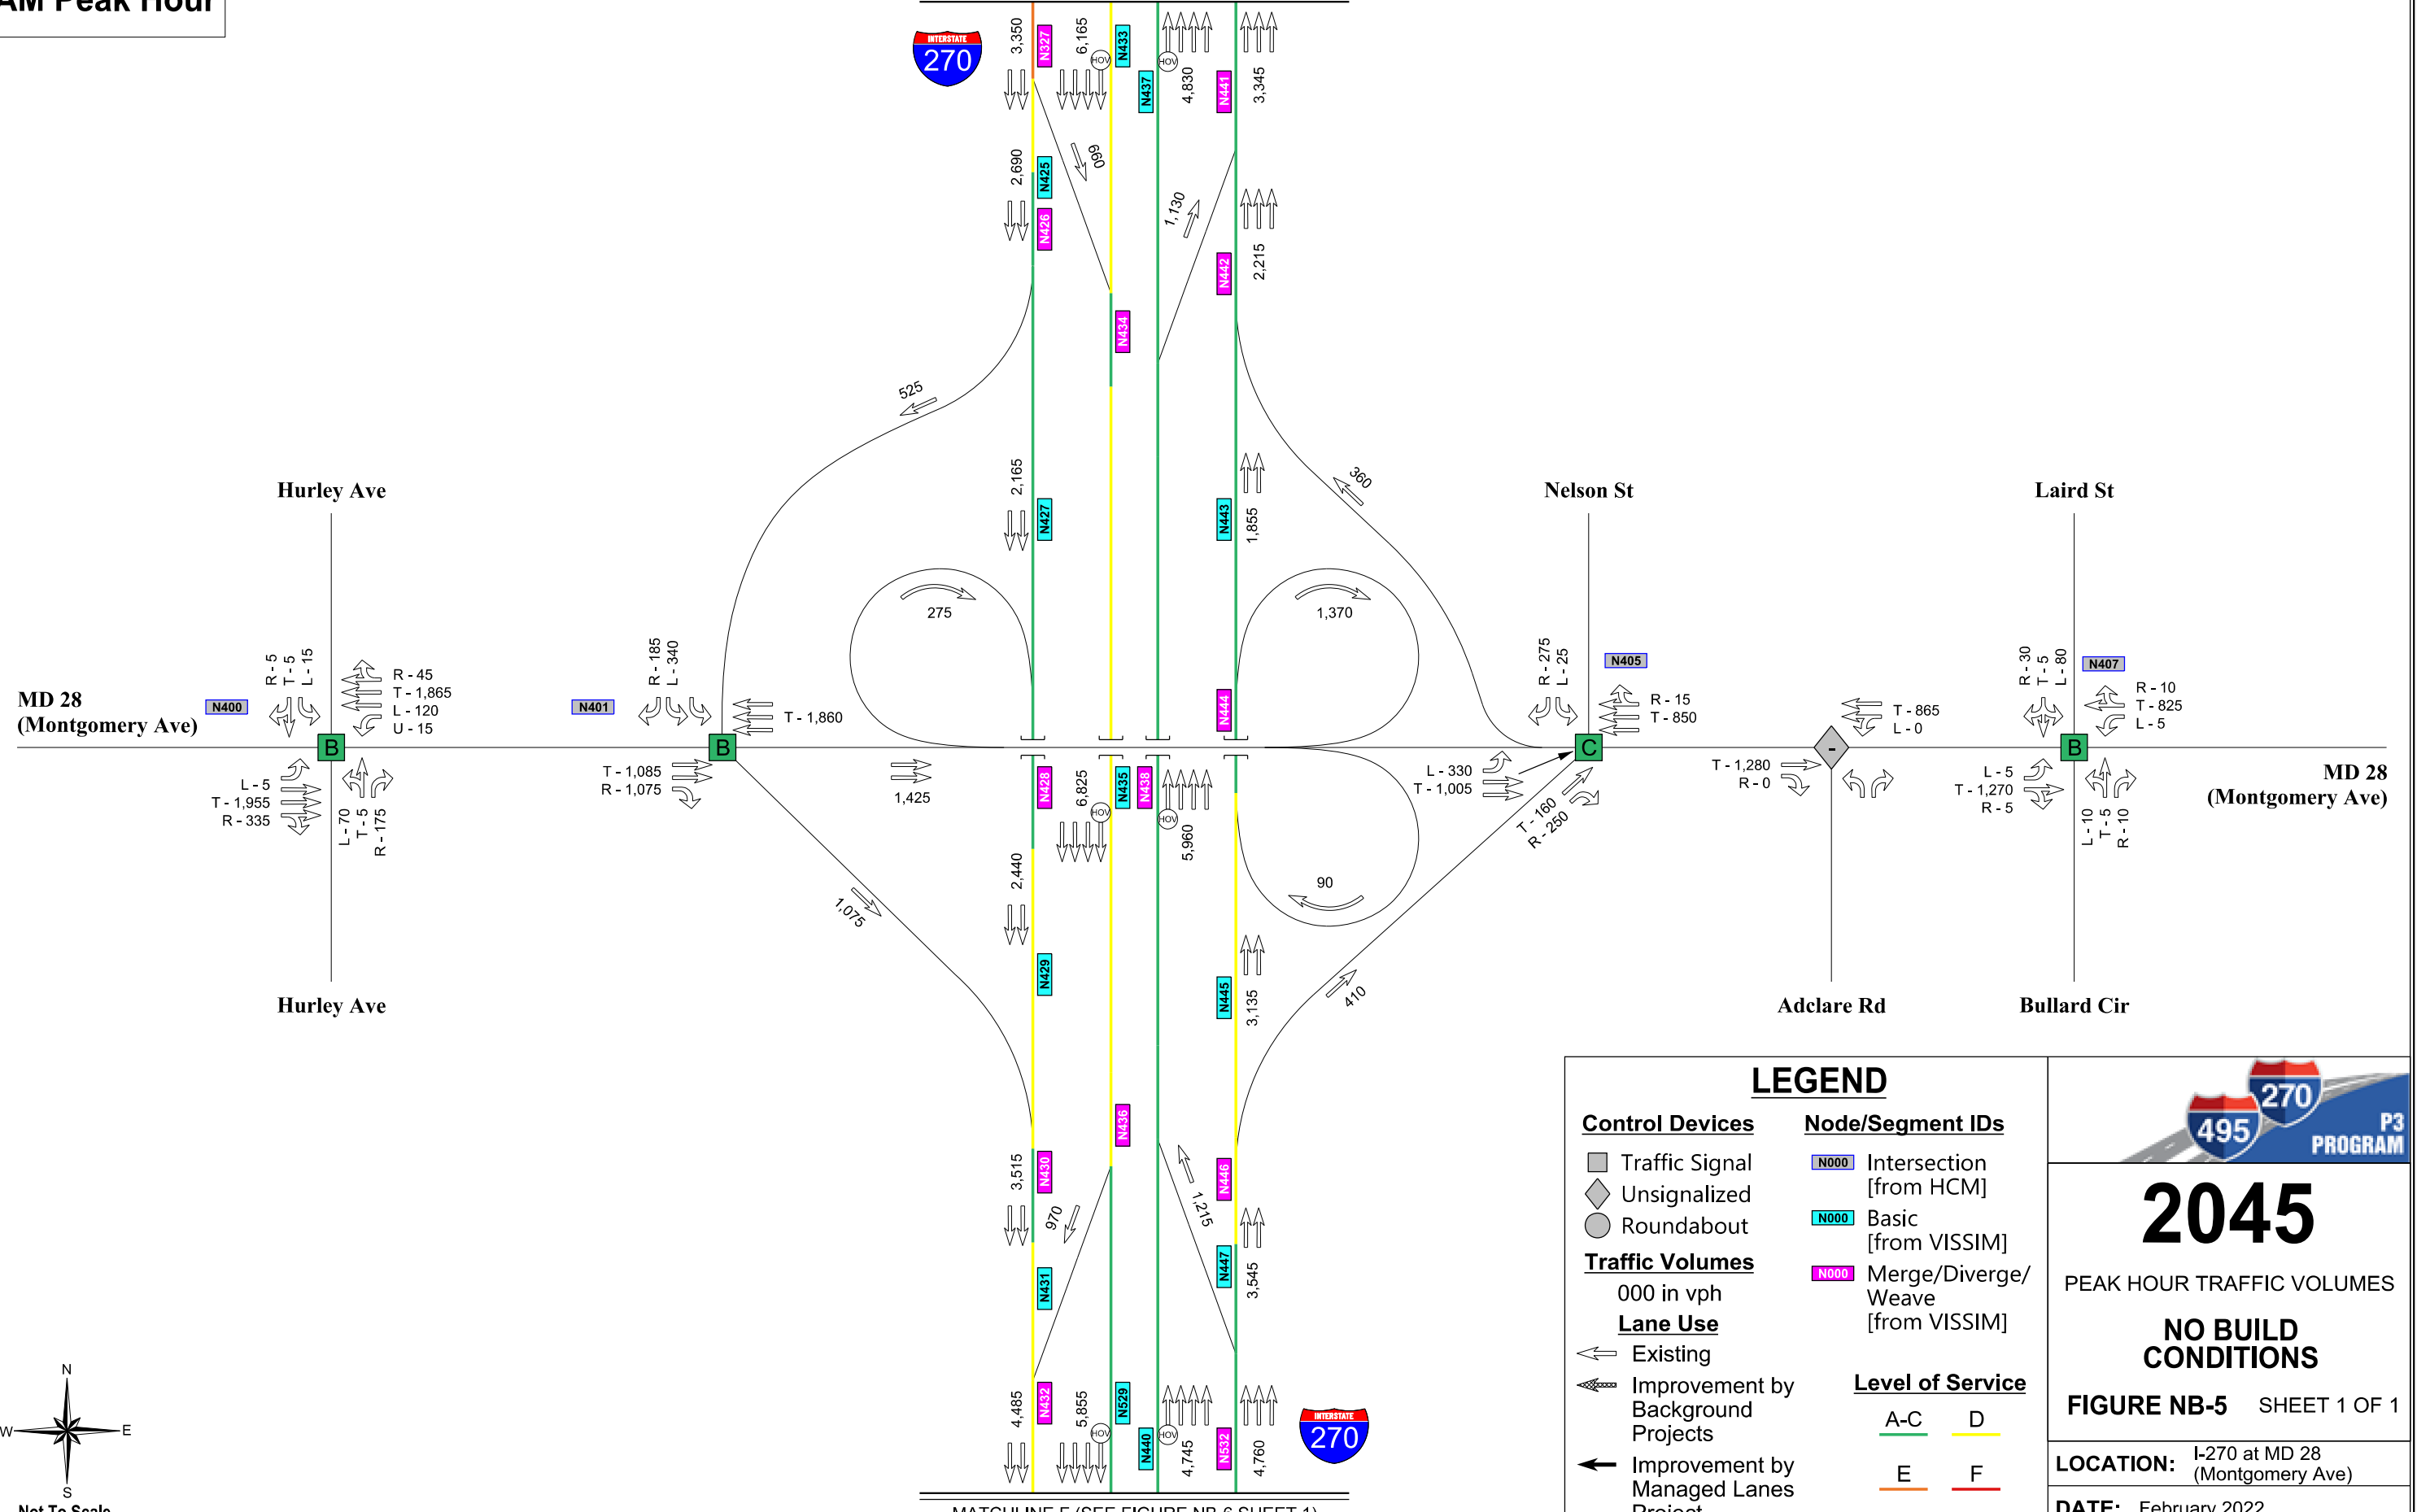 AM Peak Hour
INTERSTATE
270
3,350
N327
6,165
HOV
N433
N437
HOV
4,830
N441
3,345
2,690
N425
N426
660
1,130
2,215
N442
N434
525
2,165
N427
N443
1,855
360
275
1,370
Hurley Ave
Nelson St
Laird St
MD 28
(Montgomery Ave)
N400
R - 5
T - 5
L - 15
R - 45
T - 1,865
L - 120
U - 15
B
L - 5
T - 1,955
R - 335
L - 70
T - 5
R - 175
N401
R - 185
L - 340
T - 1,860
B
T - 1,085
R - 1,075
1,425
N444
R - 275
L - 25
N405
R - 15
T - 850
C
L - 330
T - 1,005
T - 160
R - 250
T - 865
L - 0
-
T - 1,280
R - 0
R - 30
T - 5
L - 80
N407
R - 10
T - 825
L - 5
B
L - 5
T - 1,270
R - 5
L - 10
T - 5
R - 10
MD 28
(Montgomery Ave)
N428
6,825
HOV
N435
N438
HOV
5,960
2,440
1,075
90
N429
N445
3,135
410
Hurley Ave
Adclare Rd
Bullard Cir
N436
3,515
N430
970
1,215
N446
N431
N447
3,545
4,485
N432
5,855
HOV
N529
N440
HOV
4,745
N532
4,760
INTERSTATE
270
MATCHLINE E (SEE FIGURE NB-6 SHEET 1)
N
W
E
S
Not To Scale
LEGEND
Control Devices
Traffic Signal
Unsignalized
Roundabout
Traffic Volumes
000 in vph
Lane Use
Existing
Improvement by
Background
Projects
Improvement by
Managed Lanes
Project
Node/Segment IDs
N000 Intersection
[from HCM]
N000 Basic
[from VISSIM]
N000 Merge/Diverge/
Weave
[from VISSIM]
Level of Service
A-C D
E F
270
495
P3
PROGRAM
2045
PEAK HOUR TRAFFIC VOLUMES
NO BUILD
CONDITIONS
FIGURE NB-5 SHEET 1 OF 1
LOCATION: I-270 at MD 28
(Montgomery Ave)
DATE: February 2022